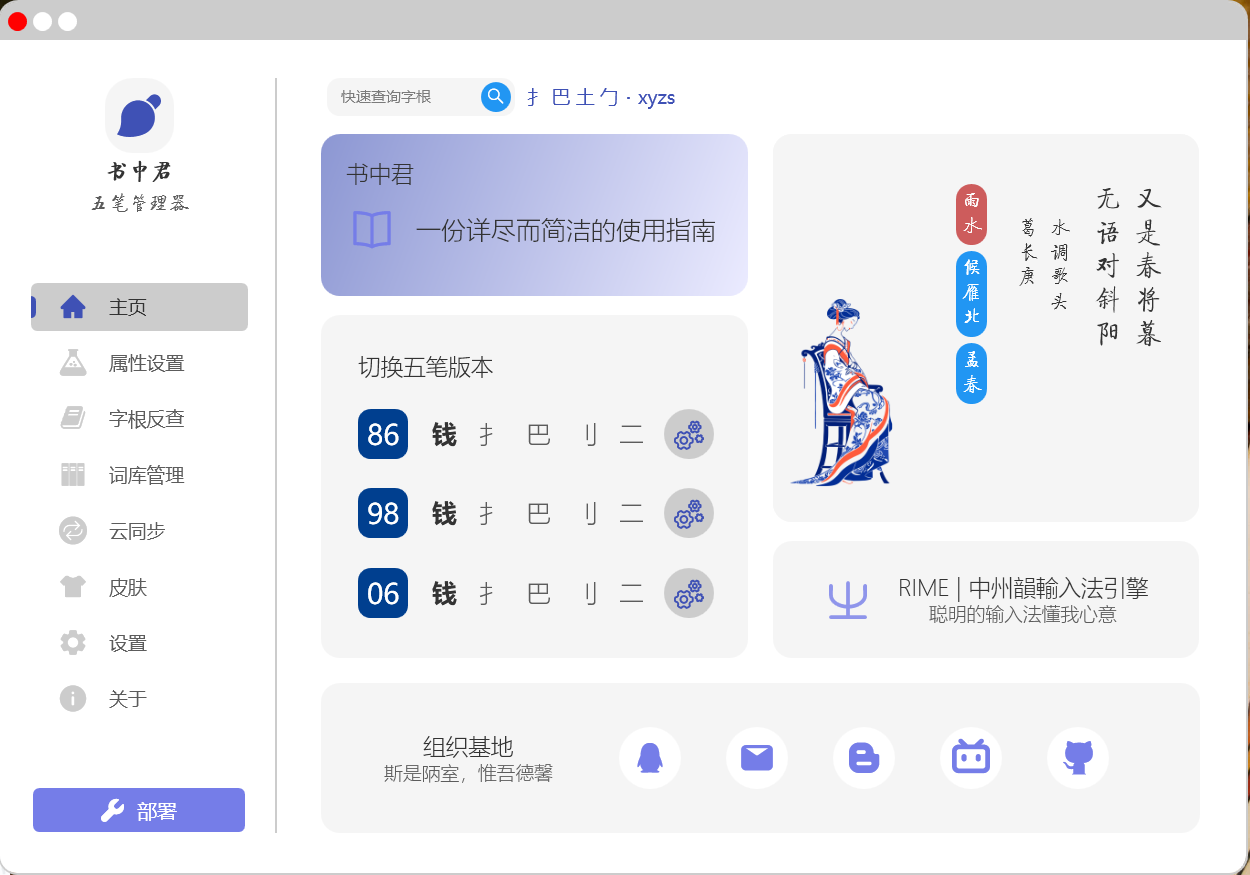 书中君
五笔管理器
主页
属性设置
字根反查
词库管理
云同步
皮肤
设置
关于
部署
快速查询字根
扌 巴 土 勹 · xyzs
书中君
一份详尽而简洁的使用指南
切换五笔版本
86 钱 扌 巴 刂 二
98 钱 扌 巴 刂 二
06 钱 扌 巴 刂 二
又是春将暮
无语对斜阳
水调歌头
葛长庚
雨水
候雁北
孟春
RIME | 中州韻輸入法引擎
聪明的输入法懂我心意
组织基地
斯是陋室，惟吾德馨